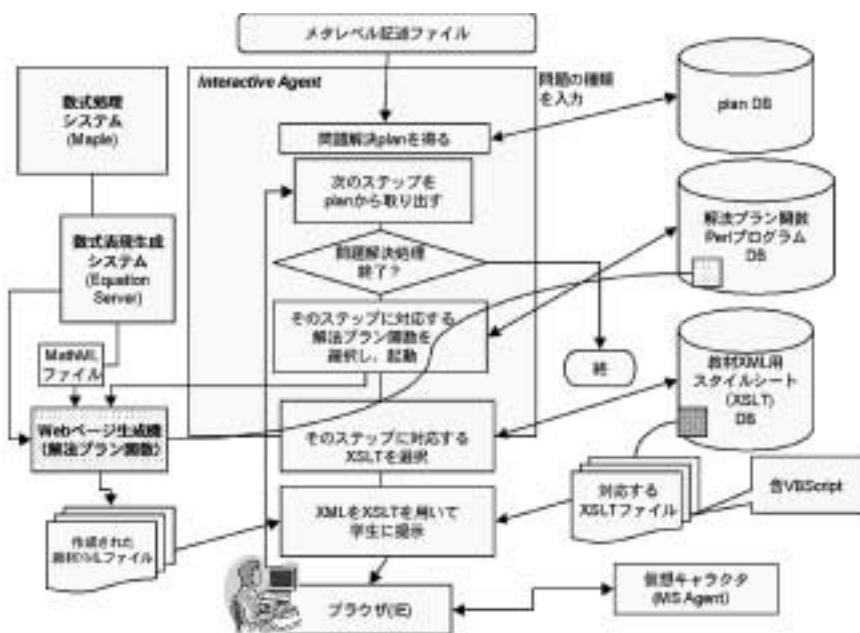 メタレベル記述ファイル
Interactive Agent
問題の種類
を入力
plan DB
数式処理
システム
(Maple)
問題解決planを得る
次のステップを
planから取り出す
解法プラン関数
Perlプログラム
DB
数式表現生成
システム
(Equation
Server)
問題解決処理
終了？
そのステップに対応する
解法プラン関数を
選択し、起動
MathML
ファイル
終
教材XML用
スタイルシート
(XSLT)
DB
Webページ生成機
(解法プラン関数)
そのステップに対応する
XSLTを選択
対応する
XSLTファイル
含VBScript
XMLをXSLTを用いて
学生に提示
作成された
教材XMLファイル
ブラウザ(IE)
仮想キャラクタ
(MS Agent)